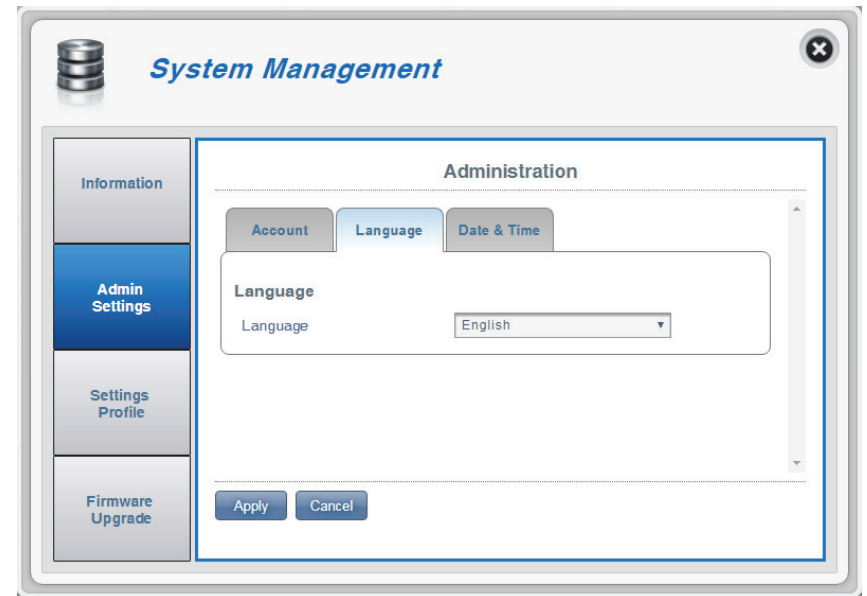 System Management
Information
Admin
Settings
Settings
Profile
Firmware
Upgrade
Administration
Account
Language
Date & Time
Language
Language
English
Apply
Cancel